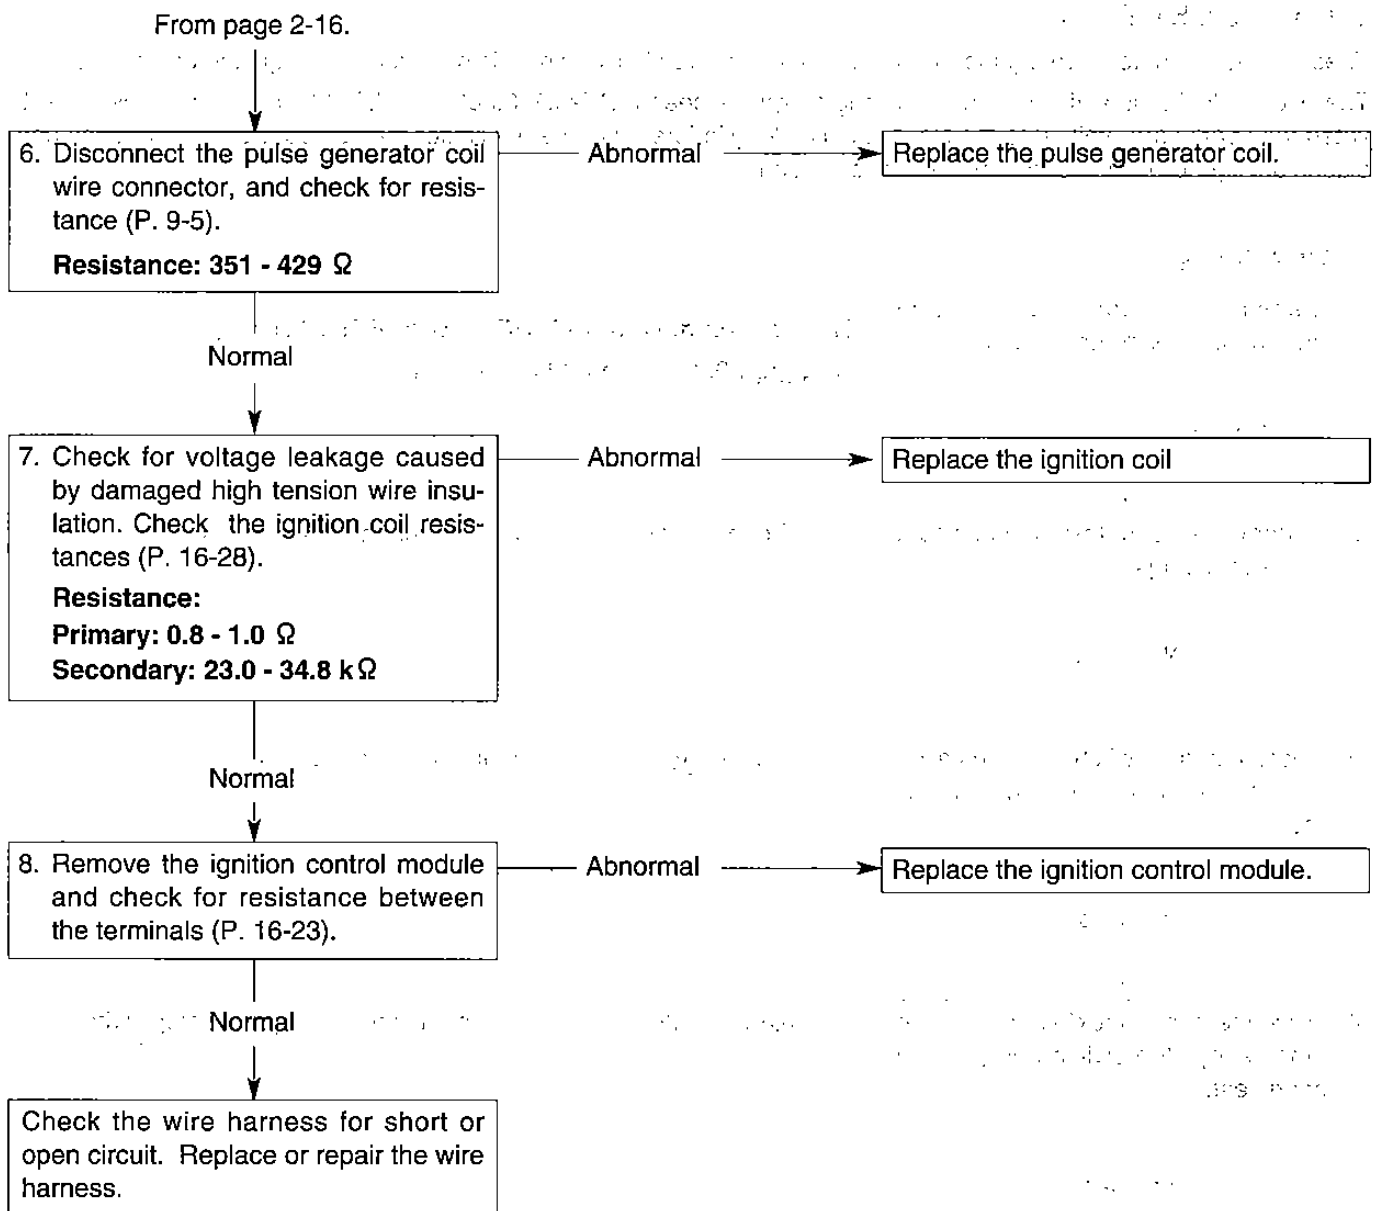 From page 2-16.
6. Disconnect the pulse generator coil
wire connector, and check for resis-
tance (P. 9-5).
Resistance: 351 - 429 Ω
Abnormal
Replace the pulse generator coil.
Normal
7. Check for voltage leakage caused
by damaged high tension wire insu-
lation. Check the ignition coil resis-
tances (P. 16-28).
Resistance:
Primary: 0.8 - 1.0 Ω
Secondary: 23.0 - 34.8 kΩ
Abnormal
Replace the ignition coil
Normal
8. Remove the ignition control module
and check for resistance between
the terminals (P. 16-23).
Abnormal
Replace the ignition control module.
Normal
Check the wire harness for short or
open circuit. Replace or repair the wire
harness.